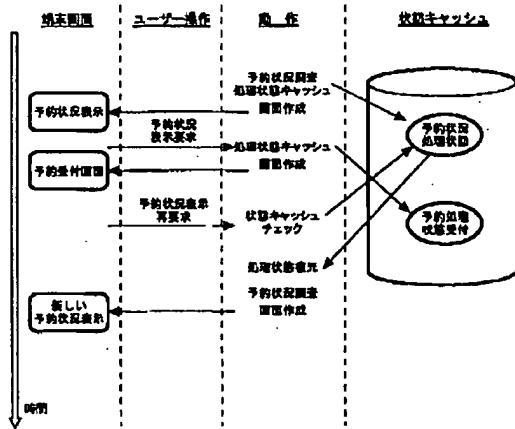 端末画面
ユーザー操作
動 作
状態キャッシュ
予約状況調査
処理状態キャッシュ
画面作成
予約状況表示
予約状況
処理状態
予約状況
表示要求
処理状態キャッシュ
画面作成
予約受付画面
予約状況表示
再要求
状態キャッシュ
チェック
予約処理
状態受付
処理状態復元
予約状況調査
画面作成
新しい
予約状況表示
時間